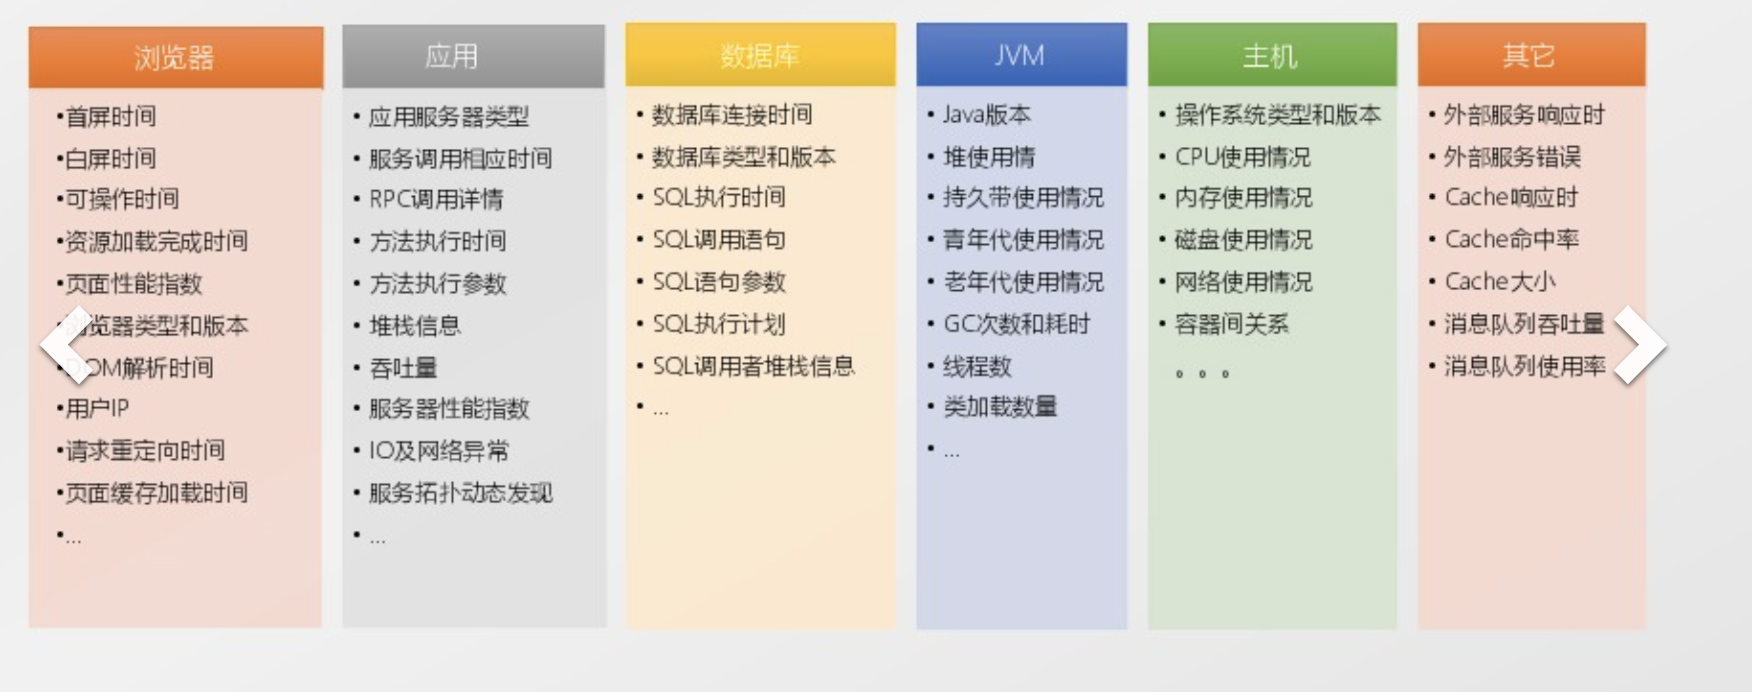 浏览器
•首屏时间
•白屏时间
•可操作时间
•资源加载完成时间
•页面性能指数
览器类型和版本
OM解析时间
•用户IP
•请求重定向时间
•页面缓存加载时间
•...
应用
• 应用服务器类型
• 服务调用相应时间
• RPC调用详情
• 方法执行时间
• 方法执行参数
• 堆栈信息
• 吞吐量
• 服务器性能指数
• IO及网络异常
• 服务拓扑动态发现
• ...
数据库
• 数据库连接时间
• 数据库类型和版本
• SQL执行时间
• SQL调用语句
• SQL语句参数
• SQL执行计划
• SQL调用者堆栈信息
• ...
JVM
• Java版本
• 堆使用情
• 持久带使用情况
• 青年代使用情况
• 老年代使用情况
• GC次数和耗时
• 线程数
• 类加载数量
• ...
主机
• 操作系统类型和版本
• CPU使用情况
• 内存使用情况
• 磁盘使用情况
• 网络使用情况
• 容器间关系
。。。
其它
• 外部服务响应时
• 外部服务错误
• Cache响应时
• Cache命中率
• Cache大小
• 消息队列吞吐量
• 消息队列使用率